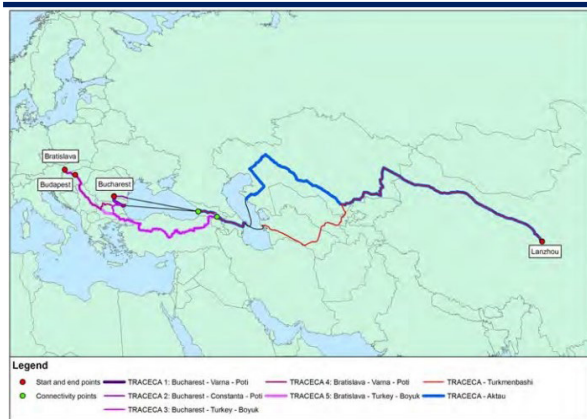 Bratislava
Budapest
Bucharest
Lanzhou
Legend
Start and end points
Connectivity points
TRACECA 1: Bucharest - Varna - Poti
TRACECA 2: Bucharest - Constanta - Poti
TRACECA 3: Bucharest - Turkey - Boyuk
TRACECA 4: Bratislava - Varna - Poti
TRACECA 5: Bratislava - Turkey - Boyuk
TRACECA - Turkmenbashi
TRACECA - Aktau